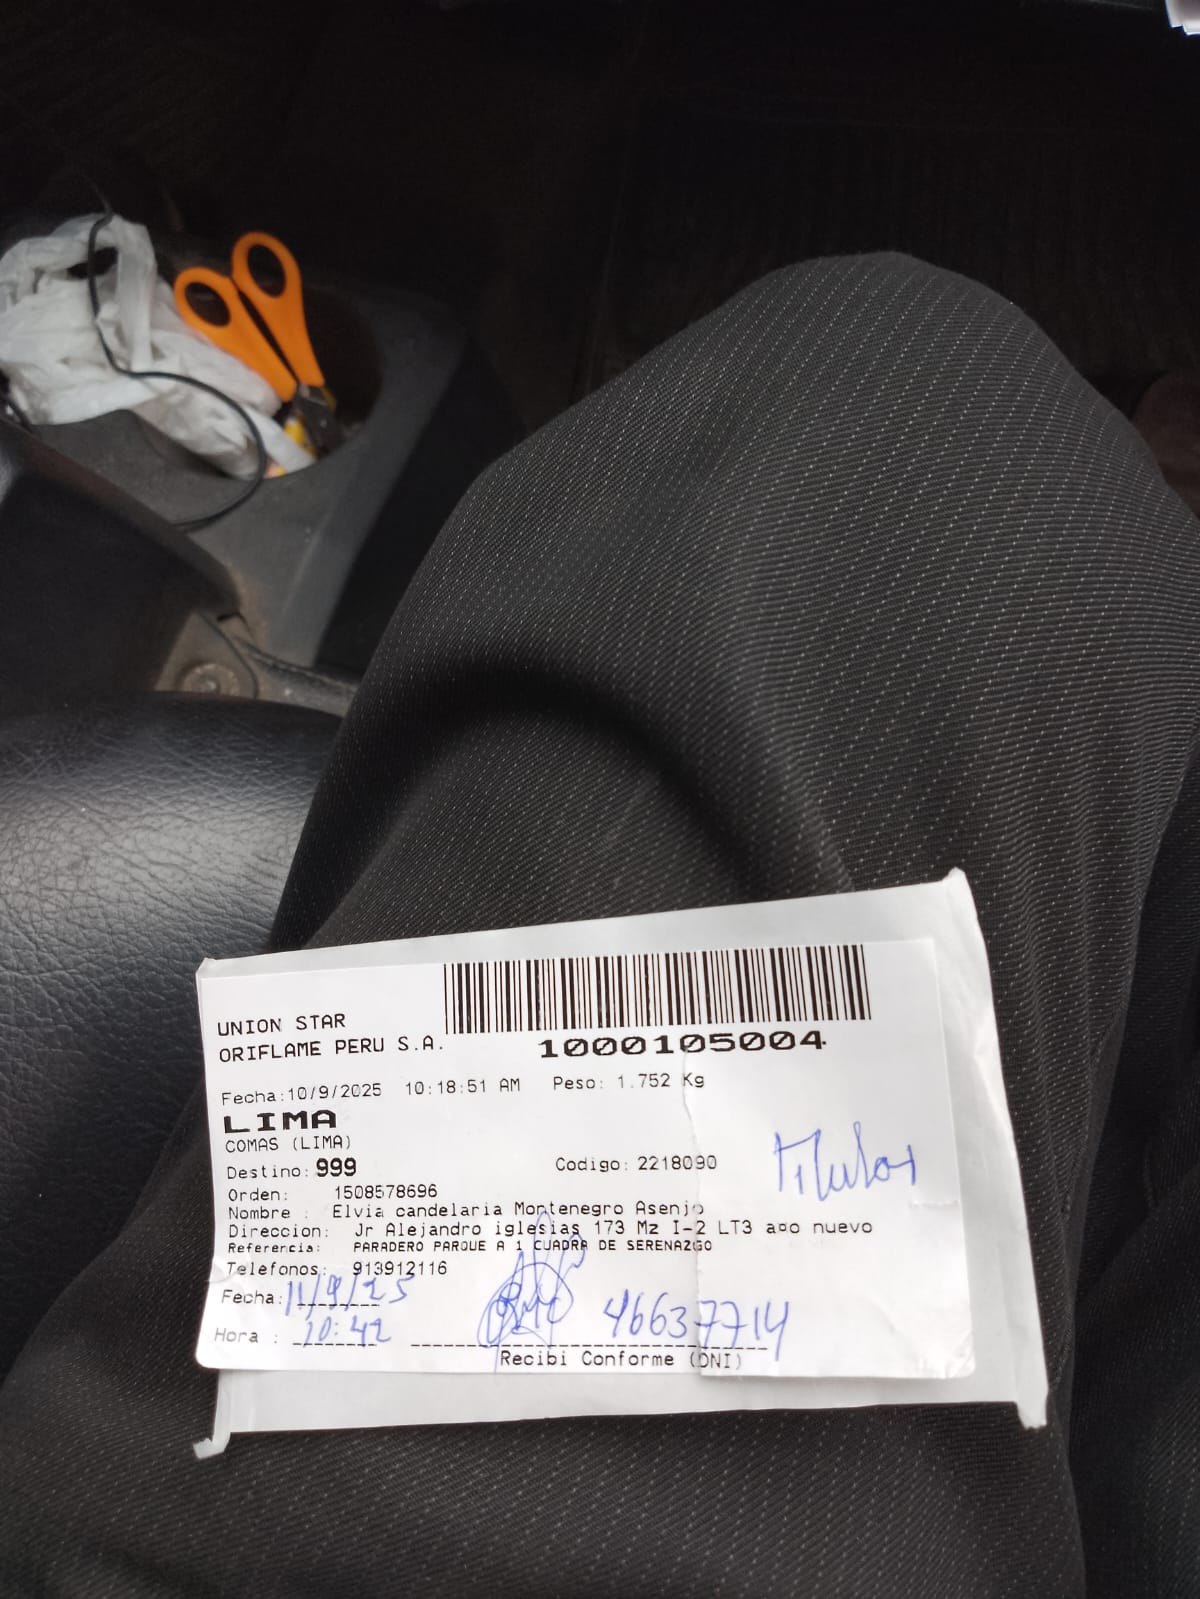 UNION STAR
ORIFLAME PERU S.A.
1000105004
Fecha:10/9/2025 10:18:51 AM Peso: 1.752 Kg
LIMA
COMAS (LIMA)
Destino: 999 Codigo: 2218090
Titular
Orden: 1508578696
Nombre : Elvia candelaria Montenegro Asenjo
Direccion: Jr Alejandro iglesias 173 Mz I-2 LT3 a¤o nuevo
Referencia: PARADERO PARQUE A 1 CUADRA DE SERENAZGO
Telefonos: 913912116
Fecha: 11/9/25
Hora : 10:42 46637714
Recibi Conforme (DNI)